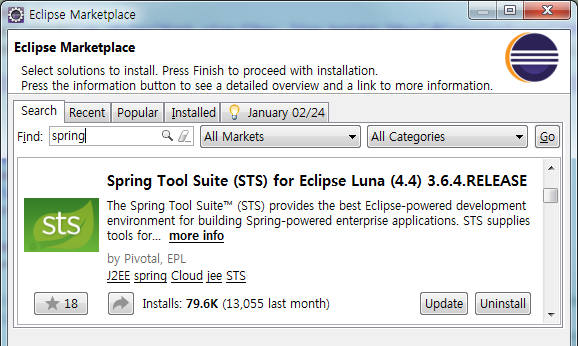 Eclipse Marketplace
Eclipse Marketplace
Select solutions to install. Press Finish to proceed with installation.
Press the information button to see a detailed overview and a link to more information.
Search Recent Popular Installed January 02/24
Find: spring All Markets All Categories Go
Spring Tool Suite (STS) for Eclipse Luna (4.4) 3.6.4.RELEASE
sts
The Spring Tool Suite™ (STS) provides the best Eclipse-powered development
environment for building Spring-powered enterprise applications. STS supplies
tools for... more info
by Pivotal, EPL
J2EE spring Cloud jee STS
18 Installs: 79.6K (13,055 last month) Update Uninstall